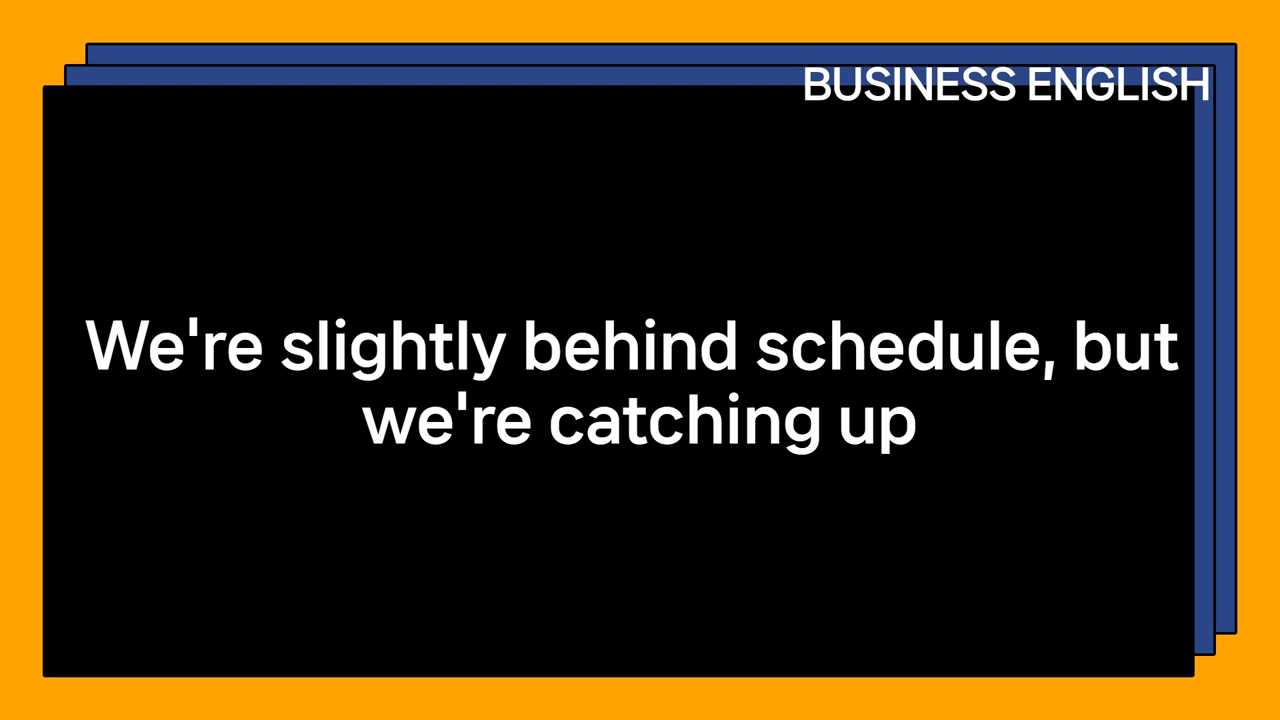 BUSINESS ENGLISH
We're slightly behind schedule, but
we're catching up